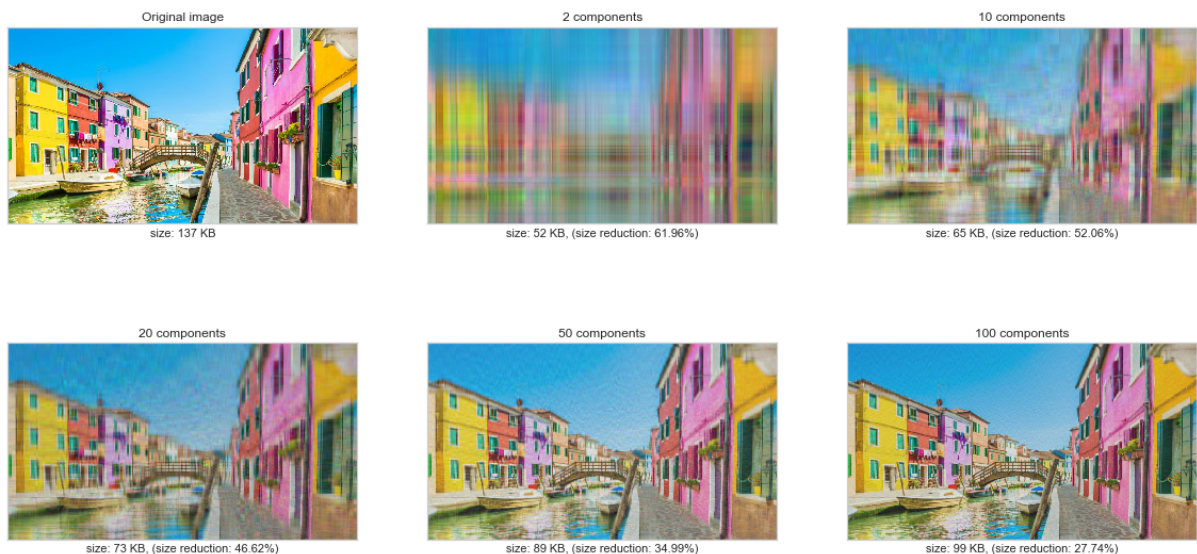 Original image
2 components
10 components
size: 137 KB
size: 52 KB, (size reduction: 61.96%)
size: 65 KB, (size reduction: 52.06%)
20 components
50 components
100 components
size: 73 KB, (size reduction: 46.62%)
size: 89 KB, (size reduction: 34.99%)
size: 99 KB, (size reduction: 27.74%)